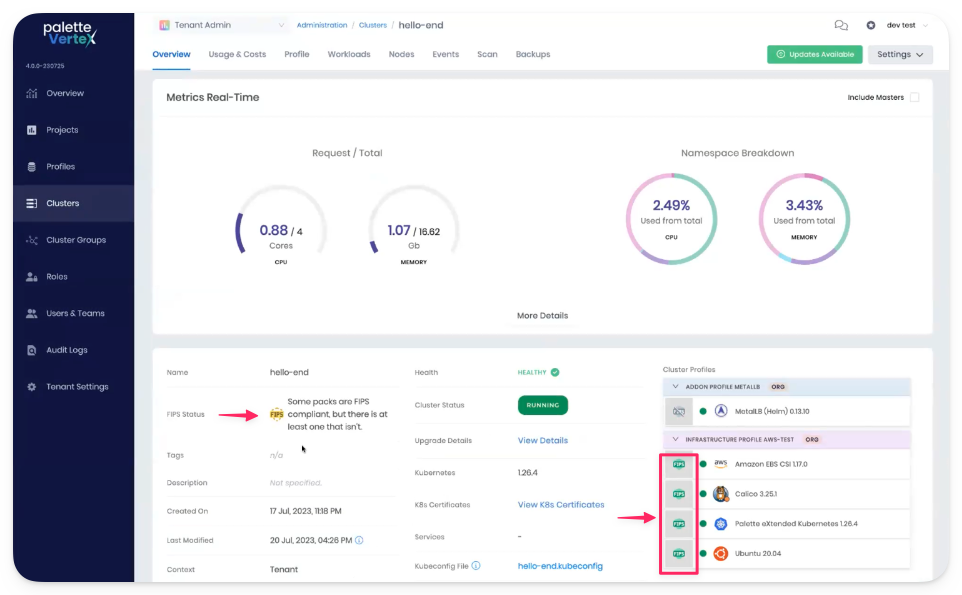 palette
VerteX
4.0.0-230725
Overview
Projects
Profiles
Clusters
Cluster Groups
Roles
Users & Teams
Audit Logs
Tenant Settings
Tenant Admin
Administration / Clusters / hello-end
dev test
Overview
Usage & Costs
Profile
Workloads
Nodes
Events
Scan
Backups
Updates Available
Settings
Metrics Real-Time
Include Masters
Request / Total
0.88 / 4
Cores
CPU
1.07 / 16.62
Gb
MEMORY
Namespace Breakdown
2.49%
Used from total
CPU
3.43%
Used from total
MEMORY
More Details
Name
hello-end
FIPS Status
FIPS
Some packs are FIPS
compliant, but there is at
least one that isn't.
Tags
n/a
Description
Not specified.
Created On
17 Jul, 2023, 11:18 PM
Last Modified
20 Jul, 2023, 04:26 PM
Context
Tenant
Health
HEALTHY
Cluster Status
RUNNING
Upgrade Details
View Details
Kubernetes
1.26.4
K8s Certificates
View K8s Certificates
Services
-
Kubeconfig File
hello-end.kubeconfig
Cluster Profiles
ADDON PROFILE METALLB ORG
MetalLB (Helm) 0.13.10
INFRASTRUCTURE PROFILE AWS-TEST ORG
FIPS aws Amazon EBS CSI 1.17.0
FIPS Calico 3.25.1
FIPS Palette eXtended Kubernetes 1.26.4
FIPS Ubuntu 20.04